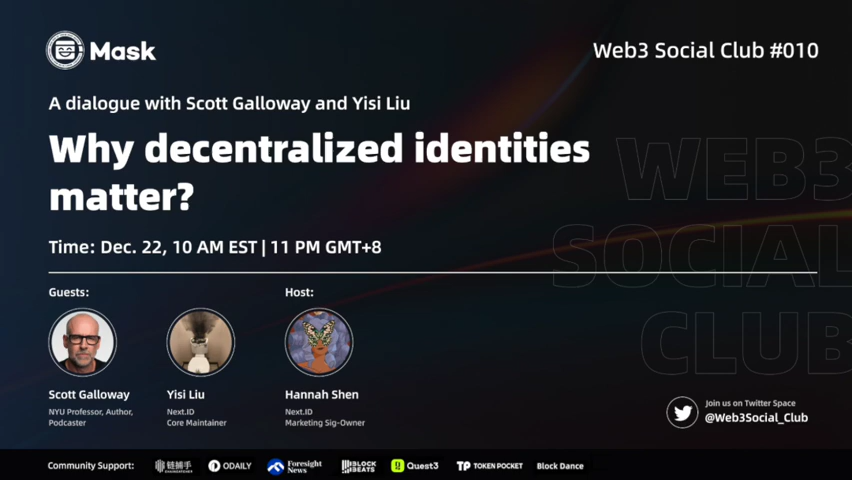 Mask
Web3 Social Club #010
A dialogue with Scott Galloway and Yisi Liu
Why decentralized identities
matter?
Time: Dec. 22, 10 AM EST | 11 PM GMT+8
WEB3
SOCIAL
CLUB
Guests:
Host:
Scott Galloway
NYU Professor, Author,
Podcaster
Yisi Liu
Next.ID
Core Maintainer
Hannah Shen
Next.ID
Marketing Sig-Owner
Join us on Twitter Space
@Web3Social_Club
Community Support:
链捕手
CHAINCATCHER
ODAILY
Foresight
News
BLOCK
BEATS
Quest3
TOKEN POCKET
Block Dance